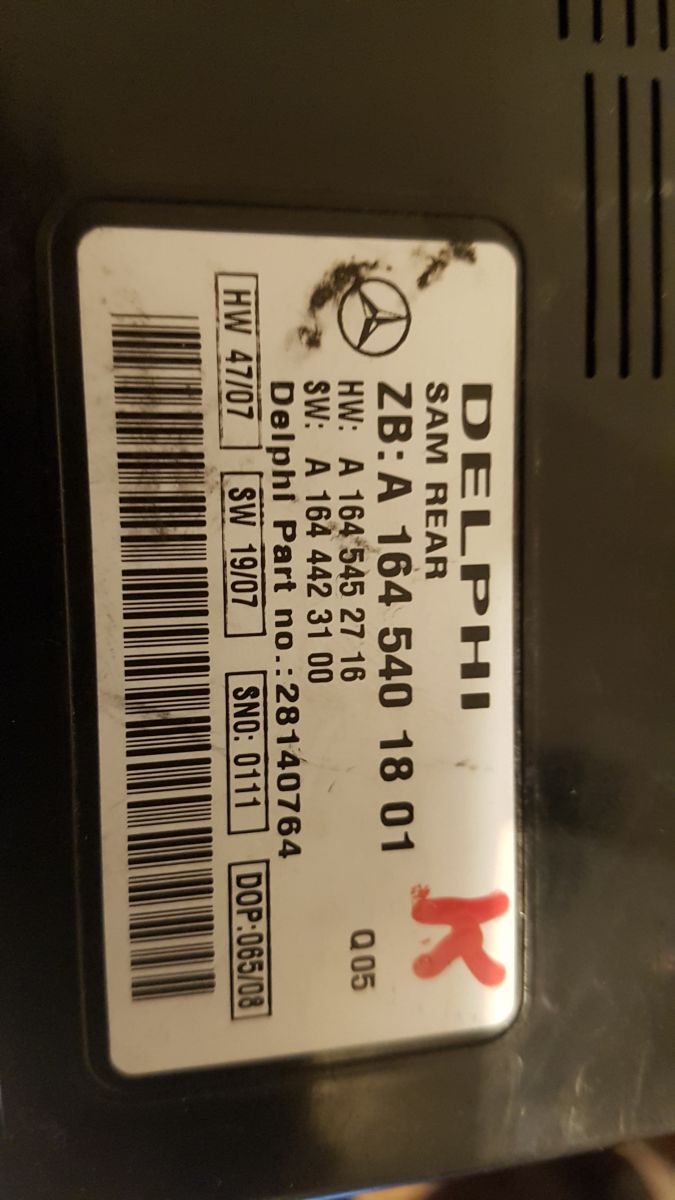 DELPHI
SAM REAR
ZB: A 164 540 18 01
HW: A 164 545 27 16
SW: A 164 442 31 00
Q05
Delphi Part no.:28140764
HW 47/07 SW 19/07 SNO: 0111 DOP:065/08
K